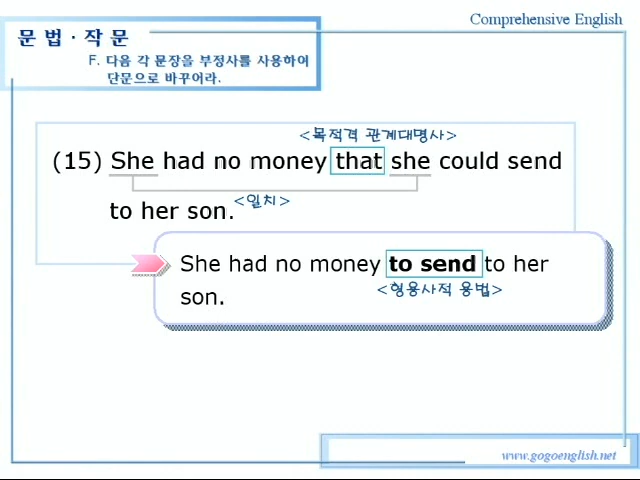 Comprehensive English
문 법 · 작 문
F. 다음 각 문장을 부정사를 사용하여
단문으로 바꾸어라.
<목적격 관계대명사>
(15) She had no money that she could send
<일치>
to her son.
She had no money to send to her
<형용사적 용법>
son.
www.gogoenglish.net